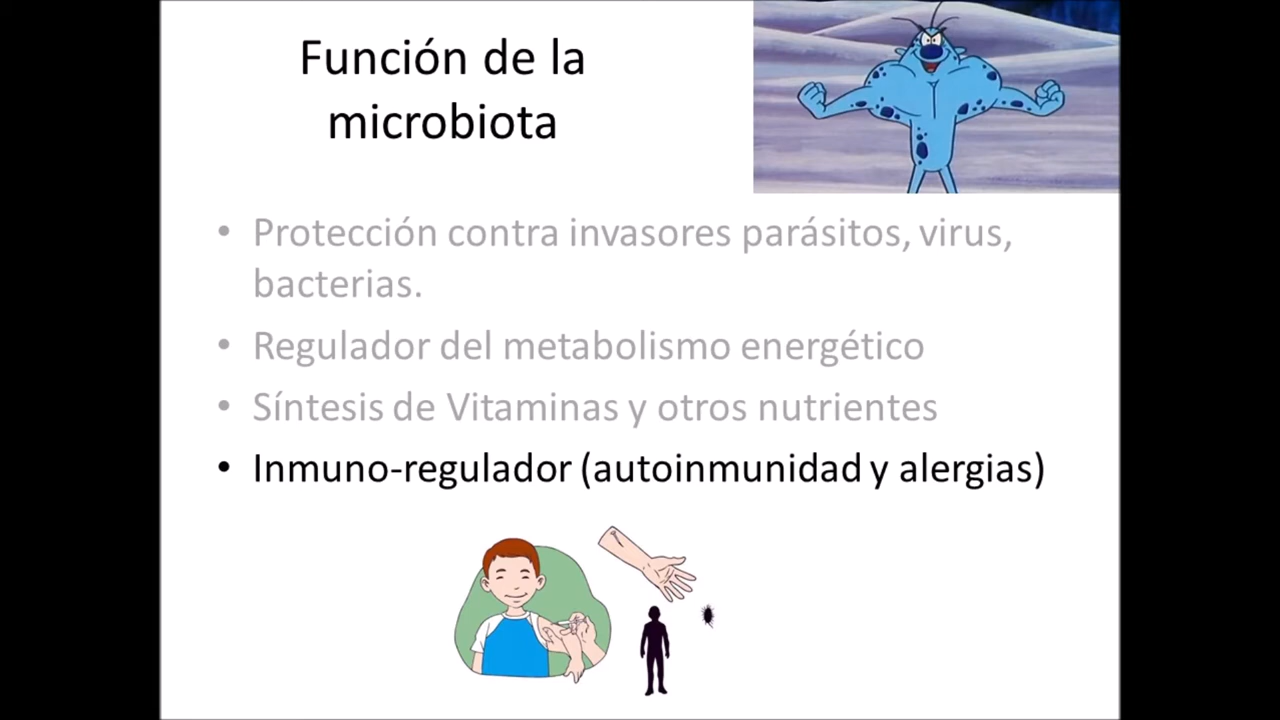 Función de la
microbiota
• Protección contra invasores parásitos, virus,
bacterias.
• Regulador del metabolismo energético
• Síntesis de Vitaminas y otros nutrientes
• Inmuno-regulador (autoinmunidad y alergias)